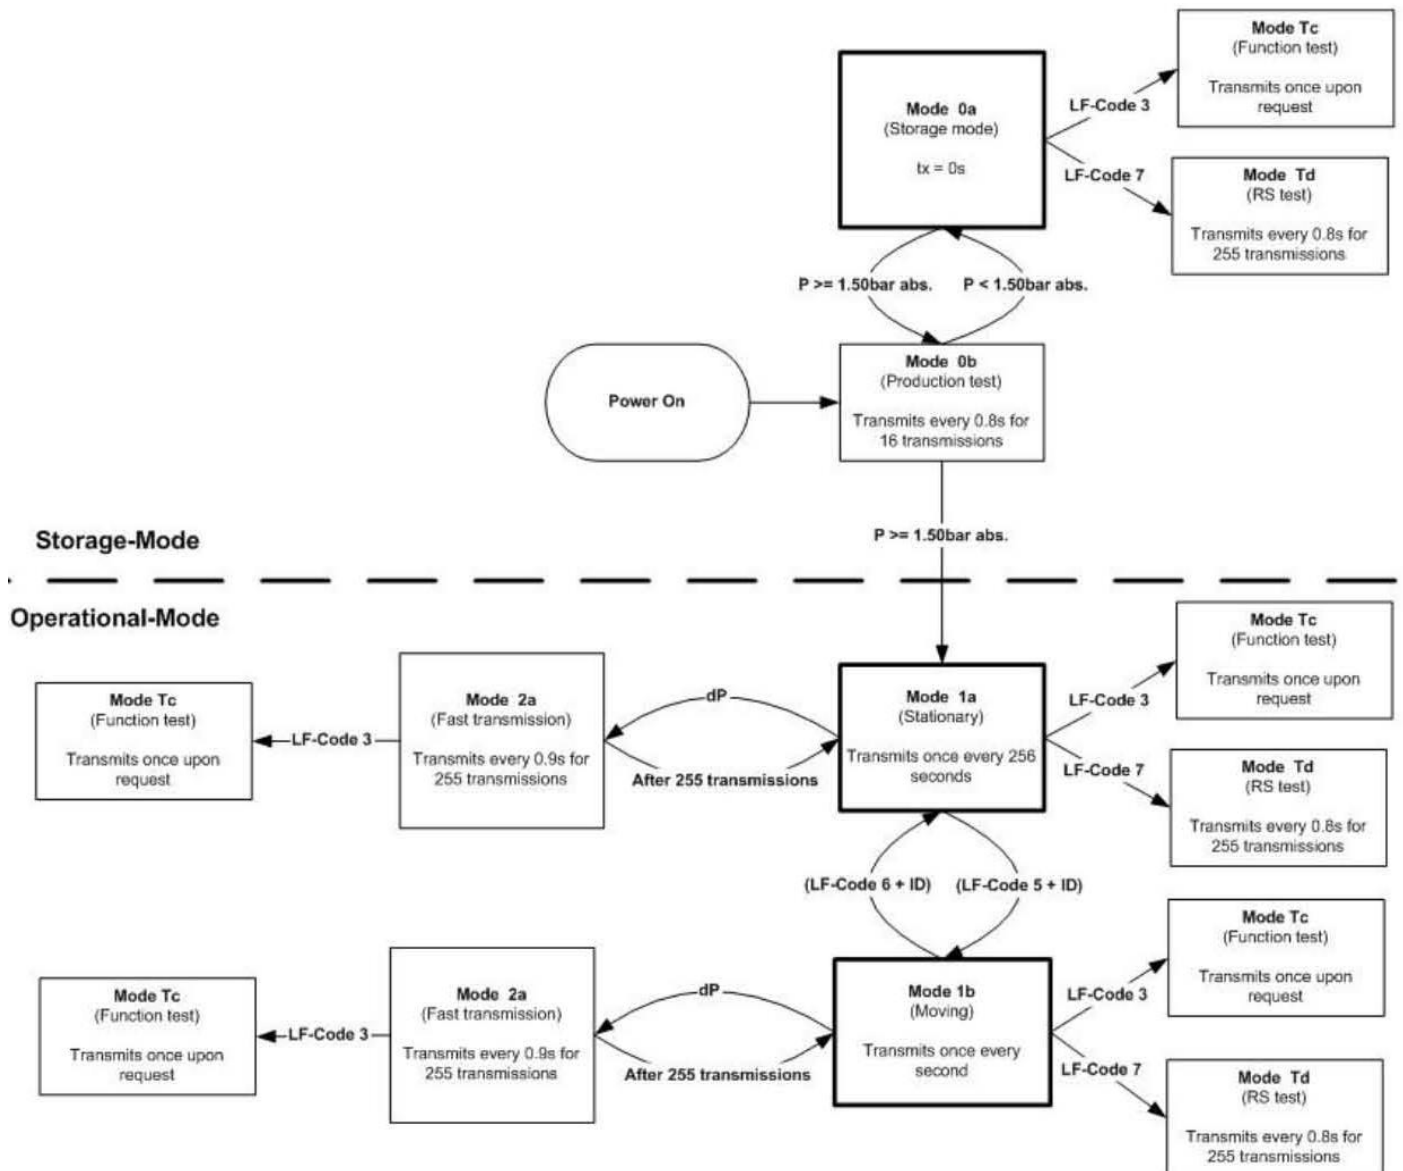 Mode Tc
(Function test)
Transmits once upon
request
Mode 0a
(Storage mode)
tx = 0s
LF-Code 3
LF-Code 7
Mode Td
(RS test)
Transmits every 0.8s for
255 transmissions
P >= 1.50bar abs.
P < 1.50bar abs.
Power On
Mode 0b
(Production test)
Transmits every 0.8s for
16 transmissions
P >= 1.50bar abs.
Storage-Mode
Operational-Mode
Mode Tc
(Function test)
Transmits once upon
request
LF-Code 3
Mode 2a
(Fast transmission)
Transmits every 0.9s for
255 transmissions
dP
After 255 transmissions
Mode 1a
(Stationary)
Transmits once every 256
seconds
LF-Code 3
LF-Code 7
Mode Tc
(Function test)
Transmits once upon
request
Mode Td
(RS test)
Transmits every 0.8s for
255 transmissions
(LF-Code 6 + ID)
(LF-Code 5 + ID)
Mode Tc
(Function test)
Transmits once upon
request
LF-Code 3
Mode 2a
(Fast transmission)
Transmits every 0.9s for
255 transmissions
dP
After 255 transmissions
Mode 1b
(Moving)
Transmits once every
second
LF-Code 3
LF-Code 7
Mode Tc
(Function test)
Transmits once upon
request
Mode Td
(RS test)
Transmits every 0.8s for
255 transmissions